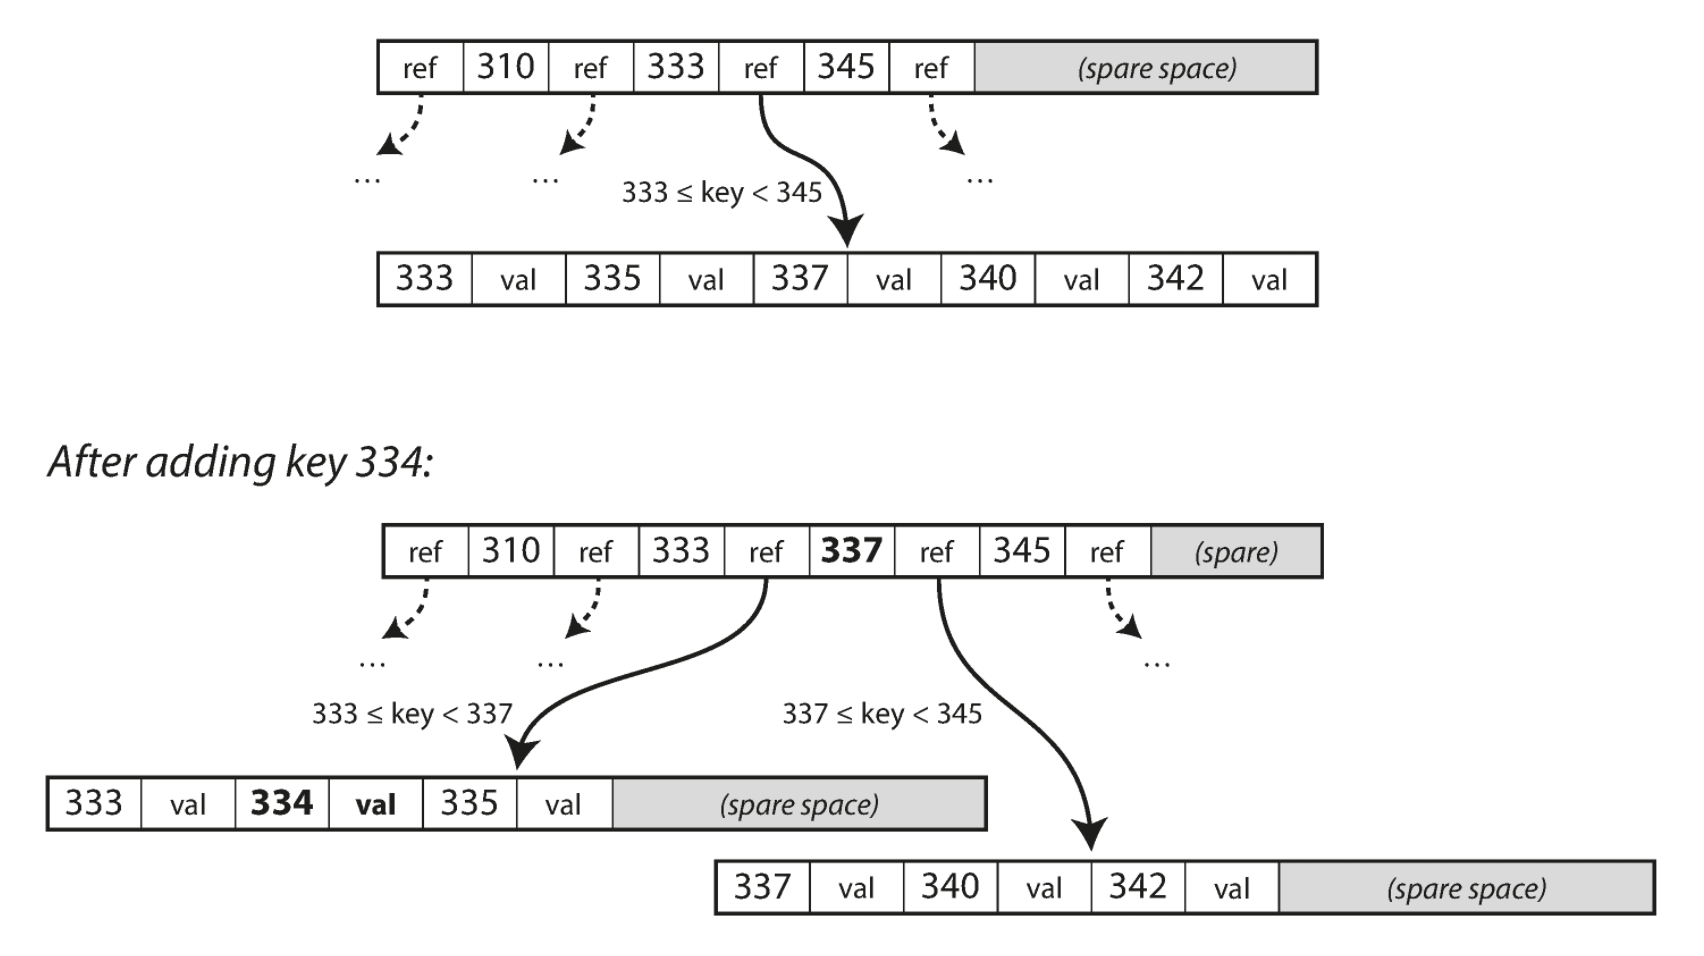 ref 310 ref 333 ref 345 ref (spare space)
... ... ...
333 ≤ key < 345
333 val 335 val 337 val 340 val 342 val
After adding key 334:
ref 310 ref 333 ref 337 ref 345 ref (spare)
... ... ...
333 ≤ key < 337 337 ≤ key < 345
333 val 334 val 335 val (spare space)
337 val 340 val 342 val (spare space)